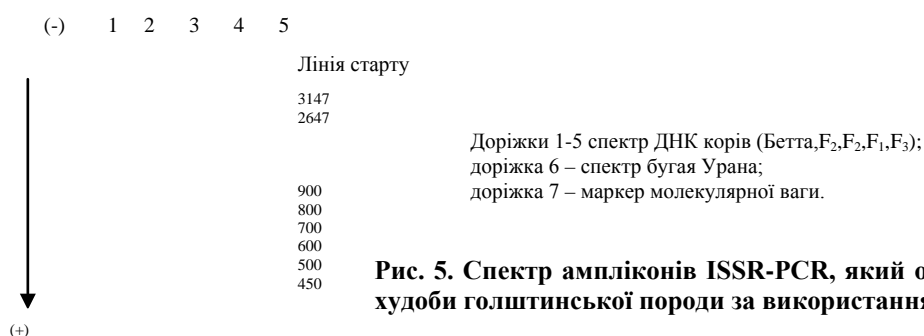 (-) 1 2 3 4 5
Лінія старту
3147
2647
Доріжки 1-5 спектр ДНК корів (Бетта,F₂,F₂,F₁,F₃);
доріжка 6 – спектр бугая Урана;
900
доріжка 7 – маркер молекулярної ваги.
800
700
600
500
450
Рис. 5. Спектр ампліконів ISSR-PCR, який
худоби голштинської породи за
(+)